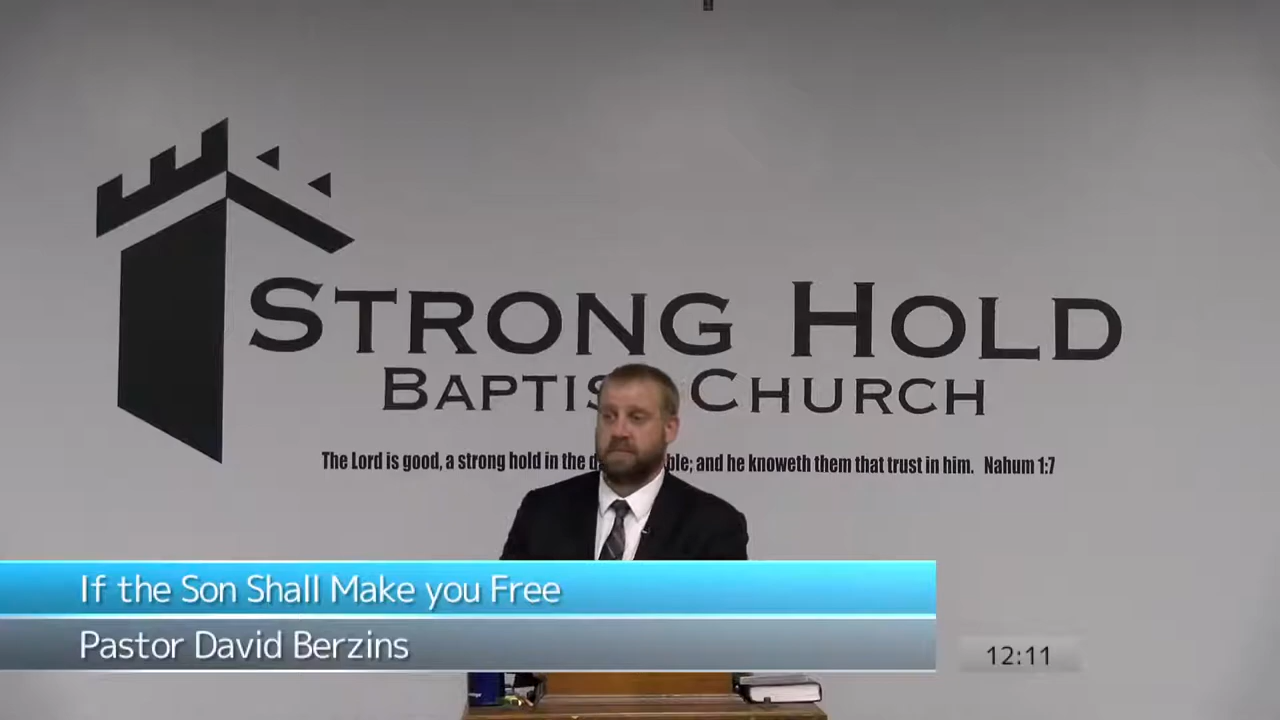 STRONG HOLD
BAPTIS CHURCH
The Lord is good, a strong hold in the d ble; and he knoweth them that trust in him. Nahum 1:7
If the Son Shall Make you Free
Pastor David Berzins
12:11